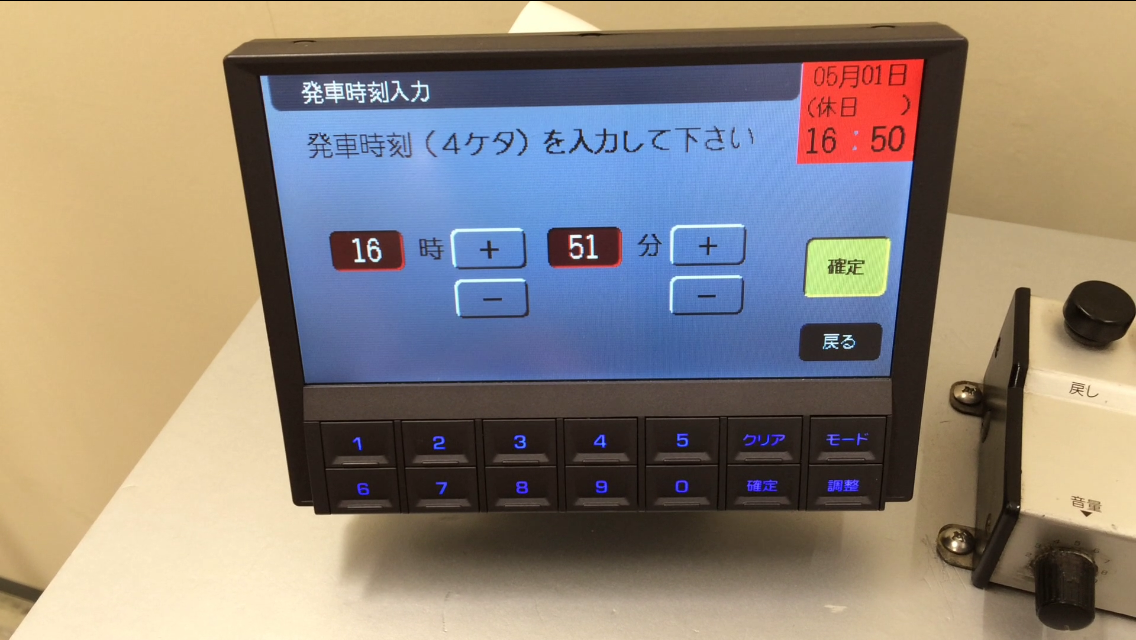 発車時刻入力
05月01日
(休日　　)
16:50
発車時刻(4ケタ)を入力して下さい
16 時 + 51 分 +
− −
確定
戻る
1 2 3 4 5 クリア モード
6 7 8 9 0 確定 調整
戻し
音量